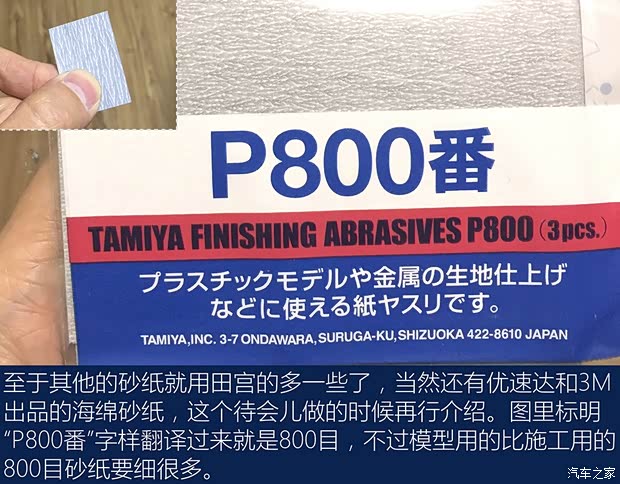 P800番
TAMIYA FINISHING ABRASIVES P800(3pcs.)
プラスチックモデルや金属の生地仕上げ
などに使える紙ヤスリです。
TAMIYA,INC. 3-7 ONDAWARA,SURUGA-KU,SHIZUOKA 422-8610 JAPAN
至于其他的砂纸就用田宫的多一些了，当然还有优速达和3M
出品的海绵砂纸，这个待会儿做的时候再行介绍。图里标明
“P800番”字样翻译过来就是800目，不过模型用的比施工用的
800目砂纸要细很多。
汽车之家